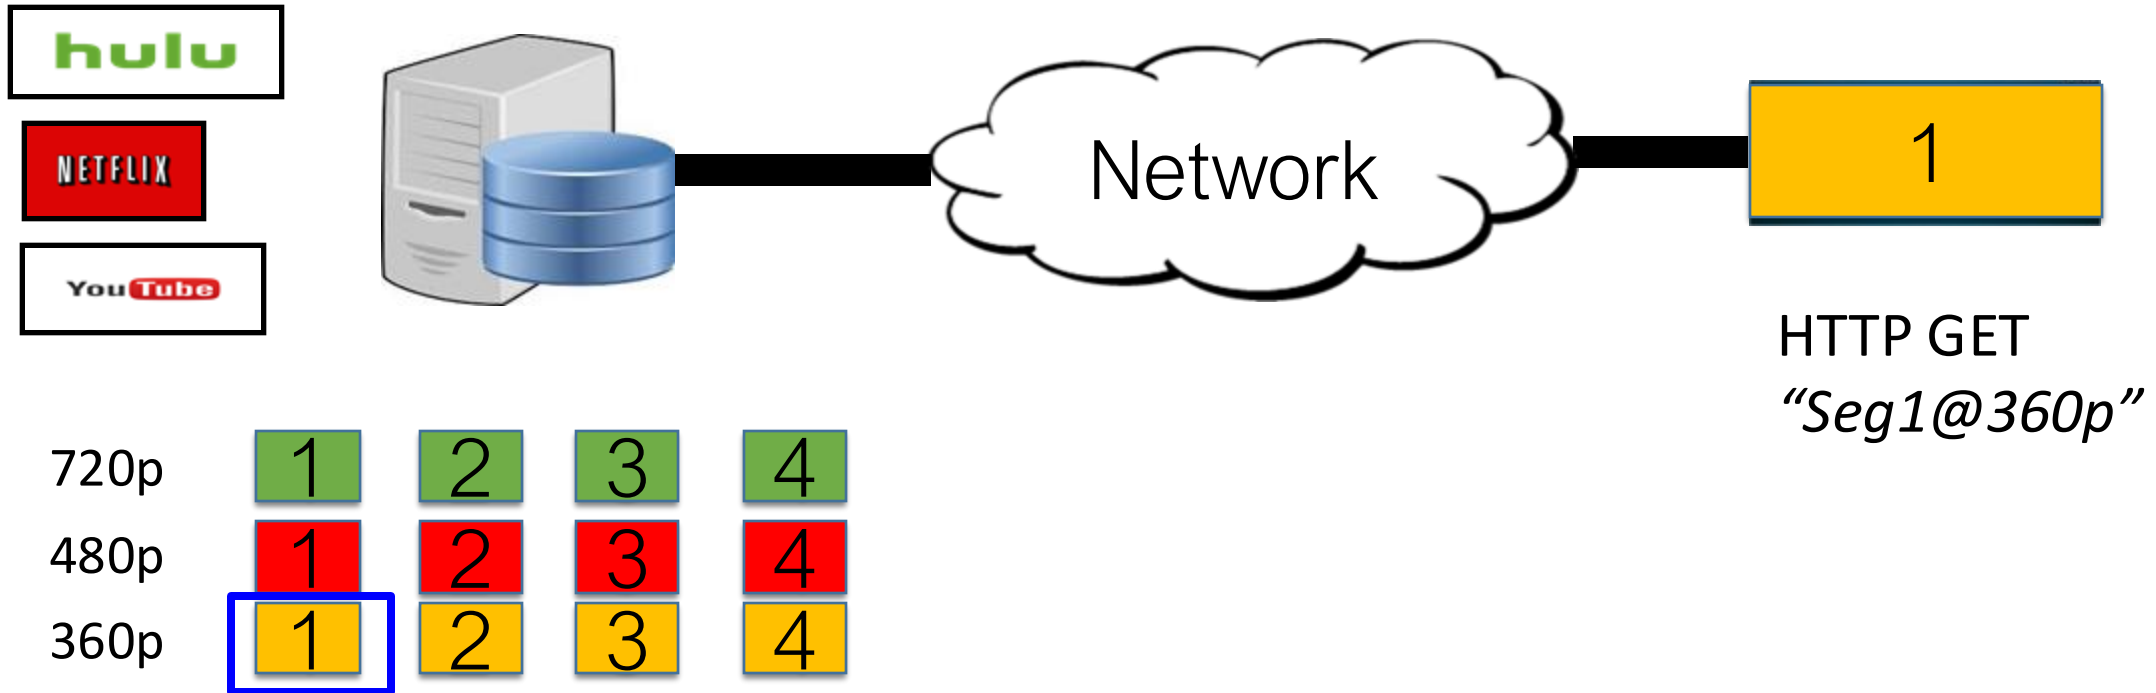 hulu
NETFLIX
YouTube
Network
1
HTTP GET
“Seg1@360p”
720p 1 2 3 4
480p 1 2 3 4
360p 1 2 3 4